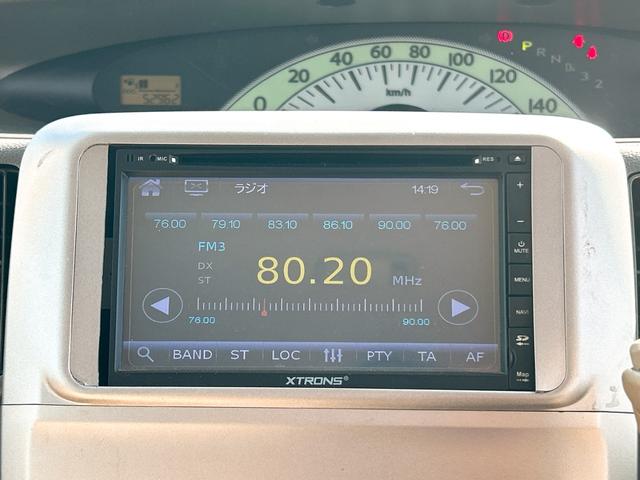 0 20 40 60 80 100 120 140
km/h
P R N D 3 2
52962
IR MIC RES
ラジオ 14:19
76.00 79.10 83.10 86.10 90.00 76.00
FM3
DX
ST
80.20 MHz
76.00 90.00
BAND ST LOC PTY TA AF
XTRONS®
+
−
MUTE
MENU
NAVI
Map